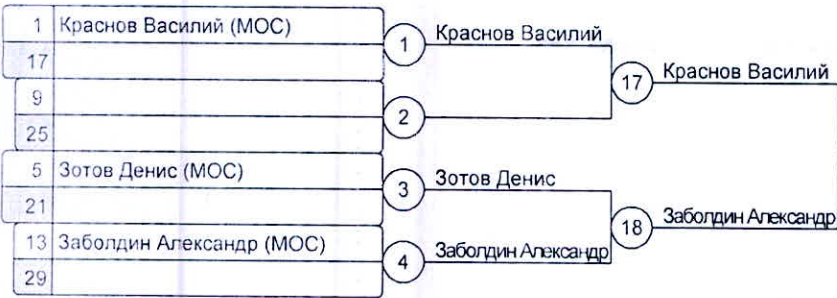 1 Краснов Василий (МОС)
17
1 Краснов Василий
17 Краснов Василий
9
25
2
5 Зотов Денис (МОС)
21
3 Зотов Денис
18 Заболдин Александр
13 Заболдин Александр (МОС)
29
4 Заболдин Александр